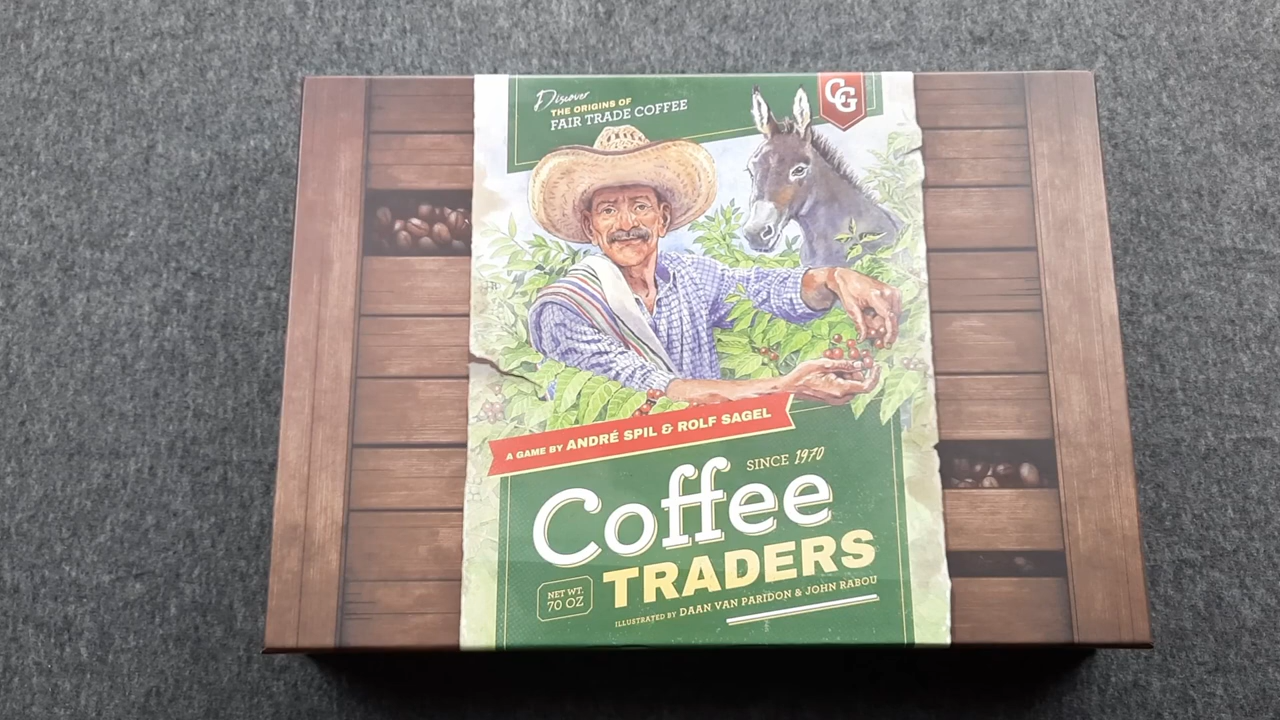 Discover
THE ORIGINS OF
FAIR TRADE COFFEE
CG
A GAME BY ANDRÉ SPIL & ROLF SAGEL
SINCE 1970
Coffee
TRADERS
NET WT.
70 OZ
ILLUSTRATED BY DAAN VAN PARIDON & JOHN RABOU